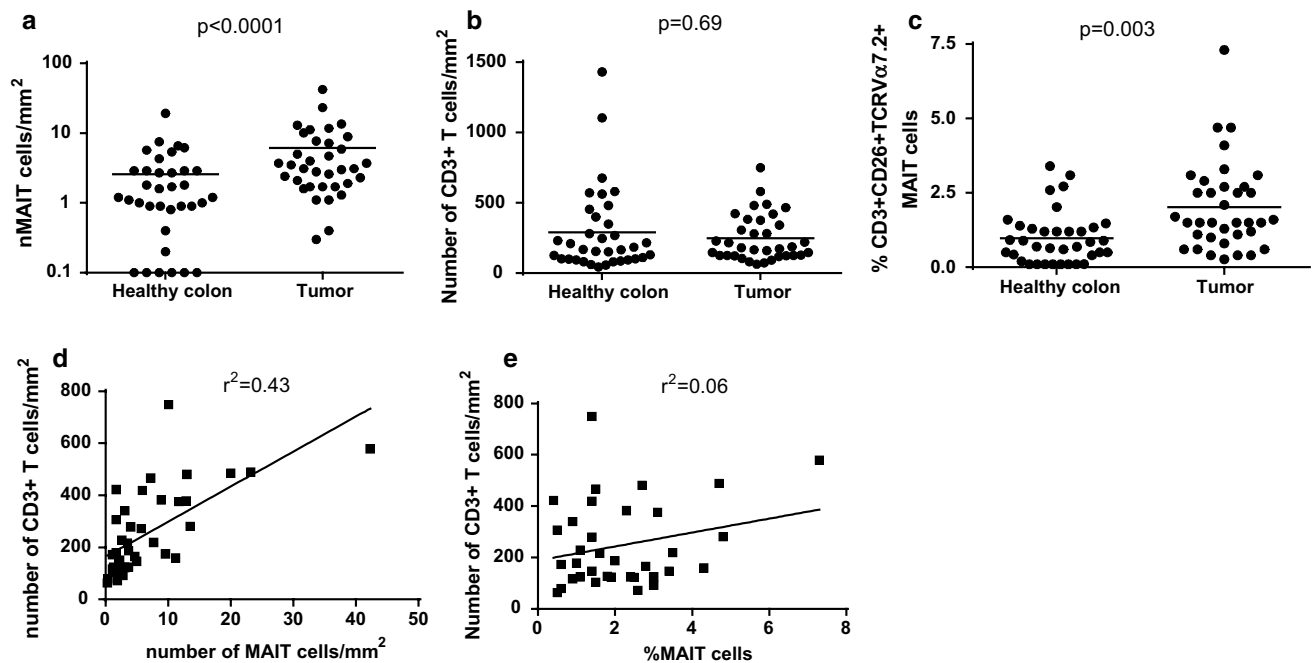 a
p<0.0001
nMAIT cells/mm²
100
10
1
0.1
Healthy colon
Tumor
b
p=0.69
Number of CD3+ T cells/mm²
1500
1000
500
0
Healthy colon
Tumor
c
p=0.003
% CD3+CD26+TCRVα7.2+
MAIT cells
7.5
5.0
2.5
0.0
Healthy colon
Tumor
d
r²=0.43
number of CD3+ T cells/mm²
800
600
400
200
0
0
10
20
30
40
50
number of MAIT cells/mm²
e
r²=0.06
Number of CD3+ T cells/mm²
800
600
400
200
0
0
2
4
6
8
%MAIT cells